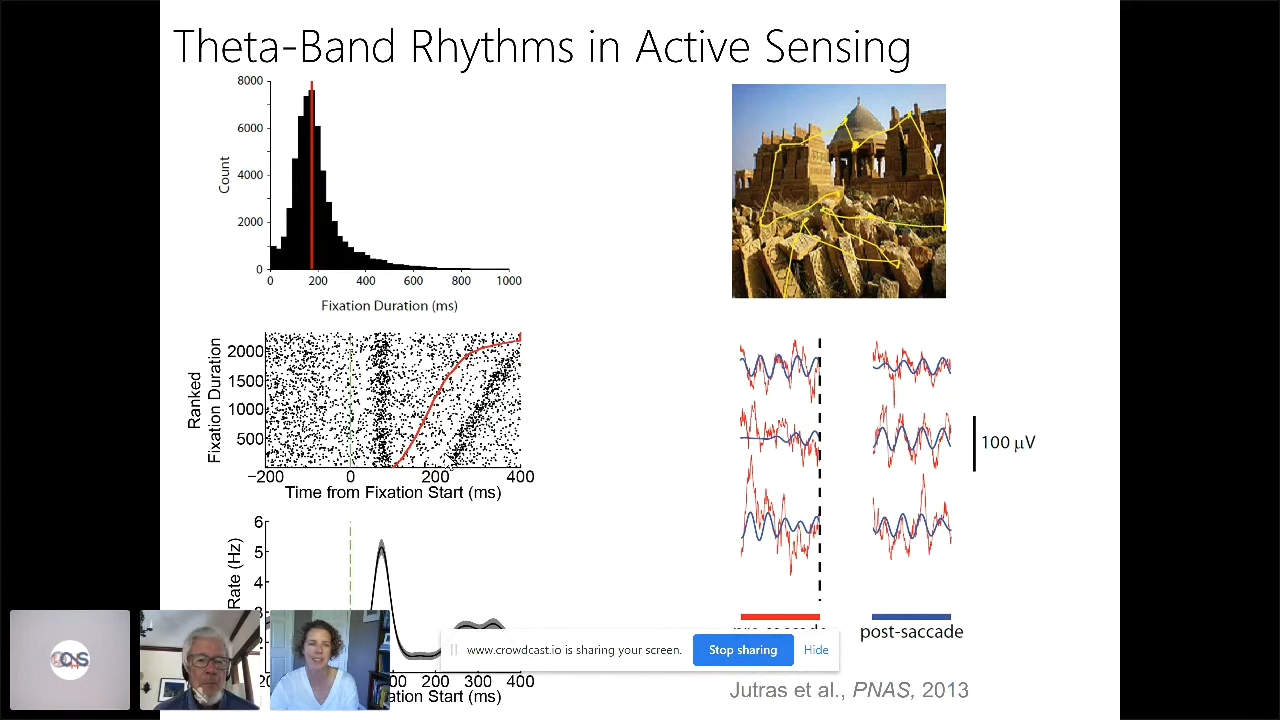 Theta-Band Rhythms in Active Sensing
8000
6000
4000
2000
0
Count
0 200 400 600 800 1000
Fixation Duration (ms)
Ranked
Fixation Duration
2000
1500
1000
500
−200 0 200 400
Time from Fixation Start (ms)
100 μV
6
5
4
3
2
Rate (Hz)
200 400
ation Start (ms)
www.crowdcast.io is sharing your screen.
Stop sharing
Hide
post-saccade
Jutras et al., PNAS, 2013